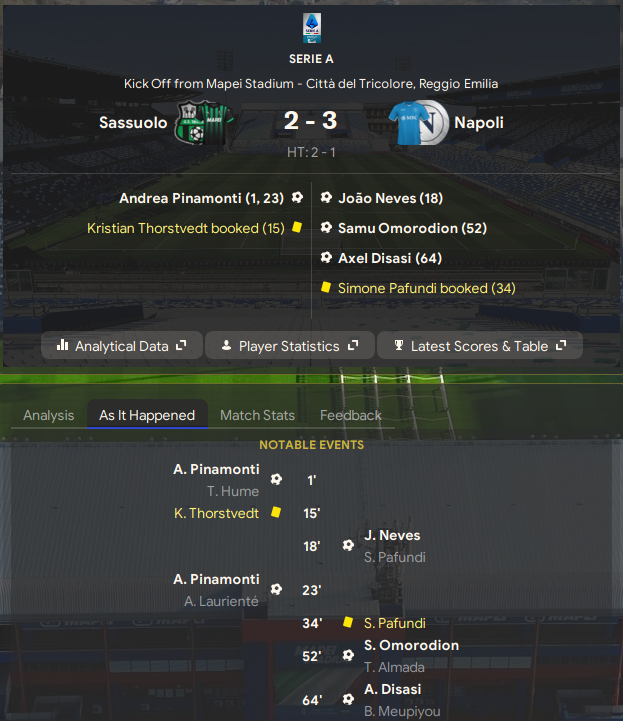 SERIE A
Kick Off from Mapei Stadium - Città del Tricolore, Reggio Emilia
Sassuolo 2 - 3 Napoli
HT: 2 - 1
Andrea Pinamonti (1, 23) João Neves (18)
Kristian Thorstvedt booked (15) Samu Omorodion (52)
Axel Disasi (64)
Simone Pafundi booked (34)
Analytical Data Player Statistics Latest Scores & Table
Analysis As It Happened Match Stats Feedback
NOTABLE EVENTS
A. Pinamonti 1'
T. Hume
K. Thorstvedt 15'
18' J. Neves
S. Pafundi
A. Pinamonti 23'
A. Laurienté
34' S. Pafundi
52' S. Omorodion
T. Almada
64' A. Disasi
B. Meupiyou